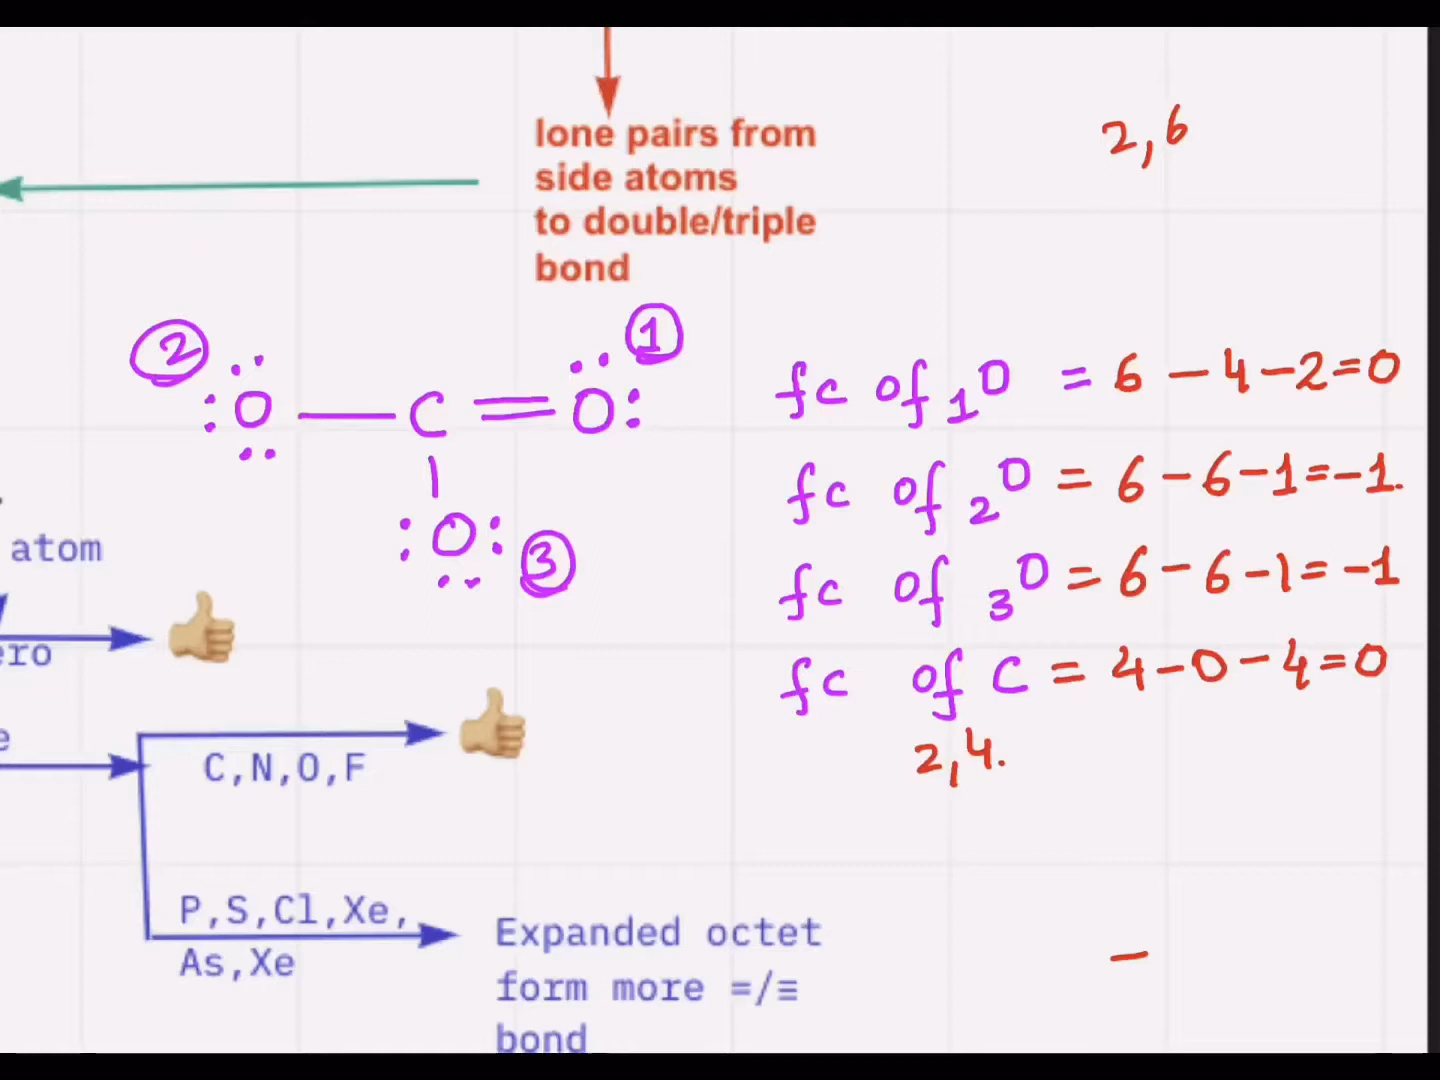 2,6
lone pairs from
side atoms
to double/triple
bond
2
1
:O — C = O:
:O:
3
fc of 1O = 6 - 4 - 2 = 0
fc of 2O = 6 - 6 - 1 = -1.
fc of 3O = 6 - 6 - 1 = -1
fc of C = 4 - 0 - 4 = 0
2,4.
atom
C,N,O,F
P,S,Cl,Xe,
As,Xe
Expanded octet
form more =/≡
bond